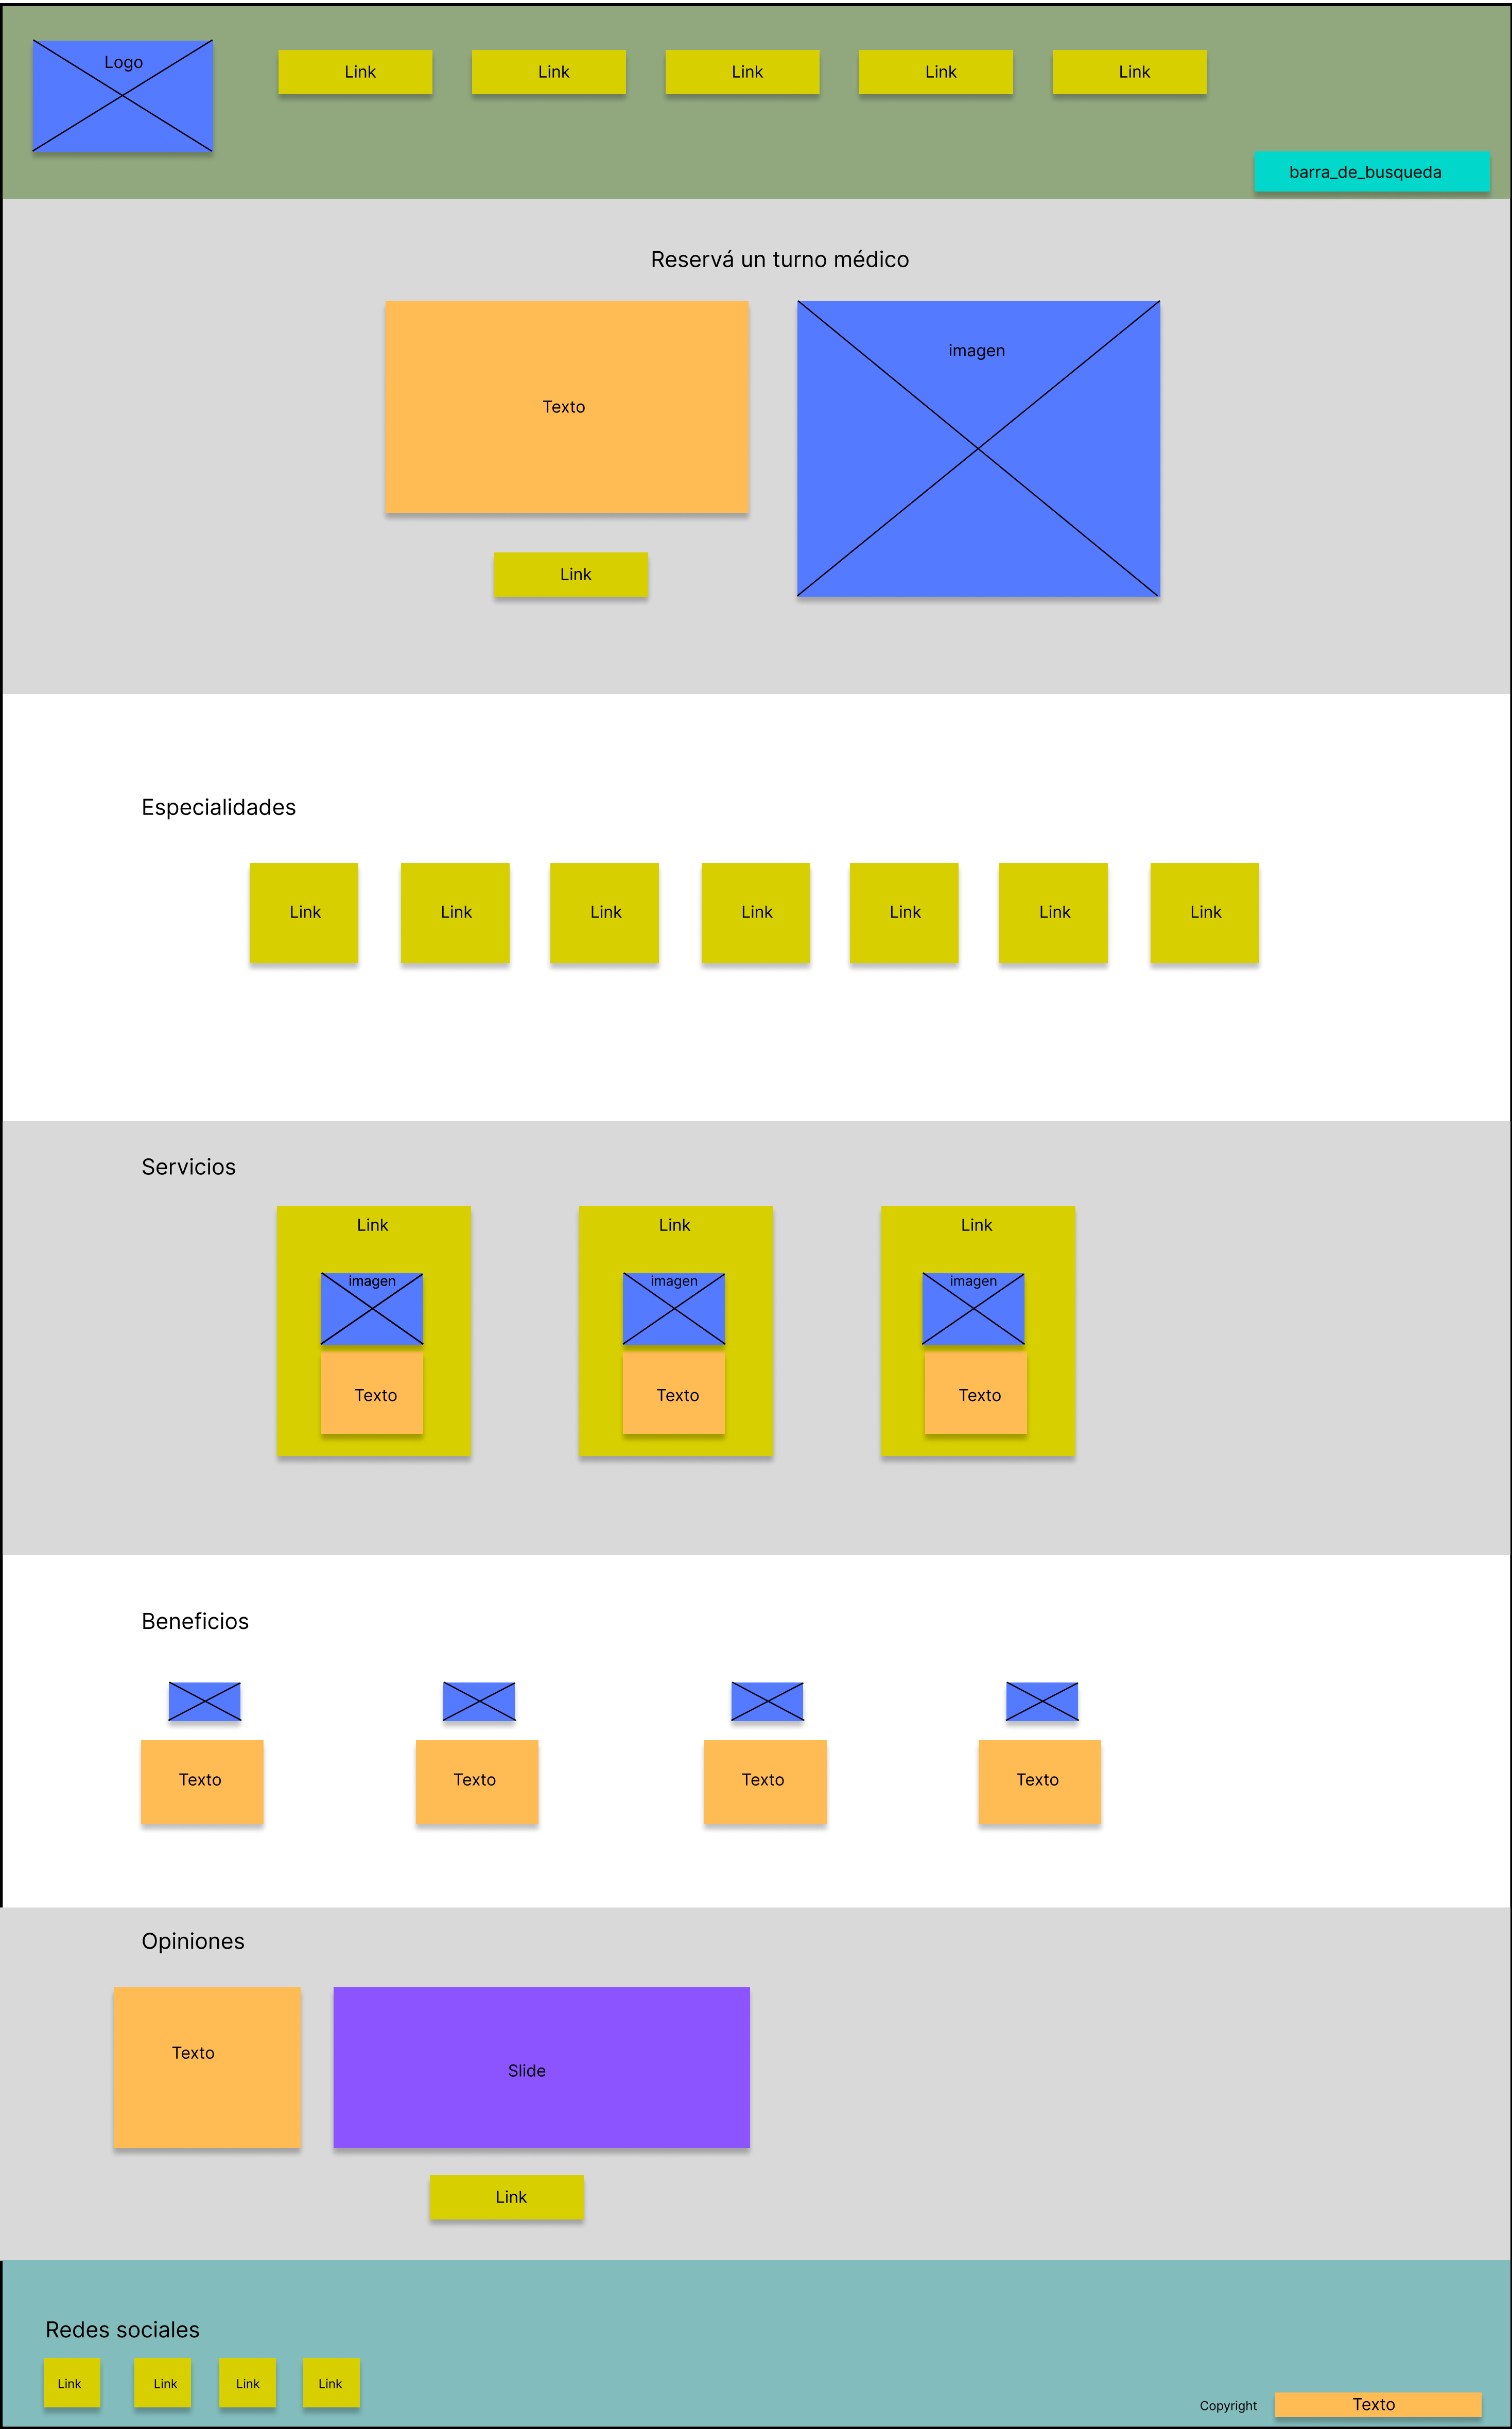 Logo
Link
Link
Link
Link
Link
barra_de_busqueda
Reservá un turno médico
Texto
imagen
Link
Especialidades
Link
Link
Link
Link
Link
Link
Link
Servicios
Link
imagen
Texto
Link
imagen
Texto
Link
imagen
Texto
Beneficios
Texto
Texto
Texto
Texto
Opiniones
Texto
Slide
Link
Redes sociales
Link
Link
Link
Link
Copyright
Texto